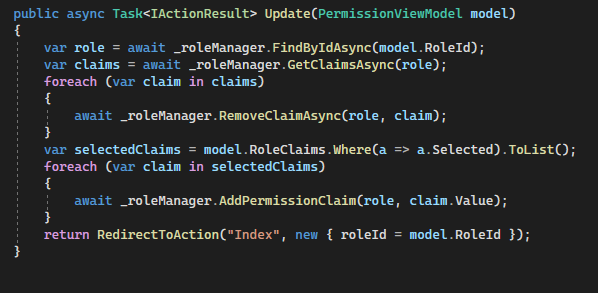 public async Task<IActionResult> Update(PermissionViewModel model)
{
    var role = await _roleManager.FindByIdAsync(model.RoleId);
    var claims = await _roleManager.GetClaimsAsync(role);
    foreach (var claim in claims)
    {
        await _roleManager.RemoveClaimAsync(role, claim);
    }
    var selectedClaims = model.RoleClaims.Where(a => a.Selected).ToList();
    foreach (var claim in selectedClaims)
    {
        await _roleManager.AddPermissionClaim(role, claim.Value);
    }
    return RedirectToAction("Index", new { roleId = model.RoleId });
}